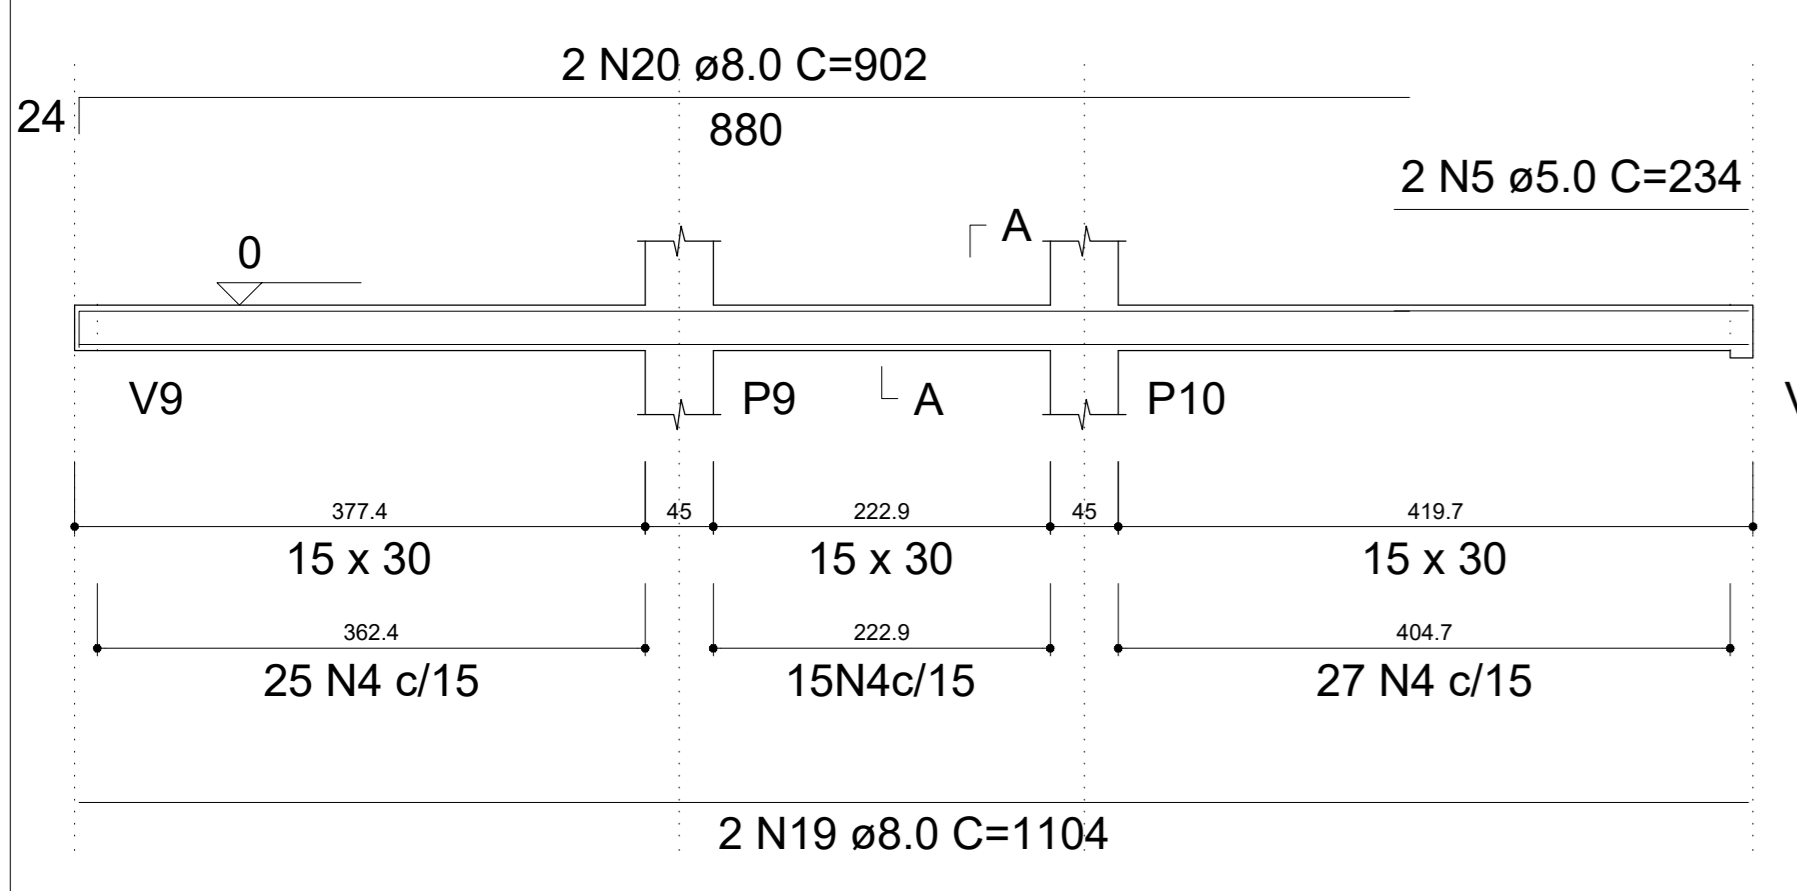 2 N20 ø8.0 C=902
24
880
2 N5 ø5.0 C=234
A
0
V9
P9
A
P10
V
377.4
45
222.9
45
419.7
15 x 30
15 x 30
15 x 30
362.4
222.9
404.7
25 N4 c/15
15N4c/15
27 N4 c/15
2 N19 ø8.0 C=1104